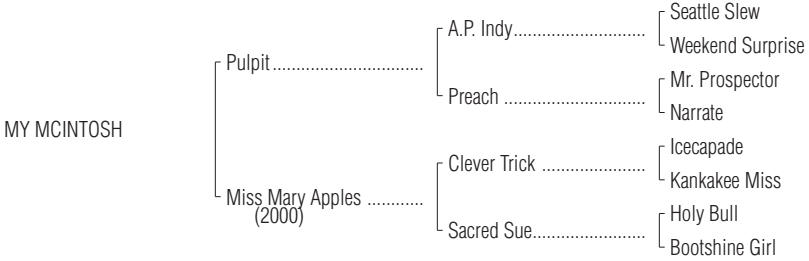 Seattle Slew
A.P. Indy..............................
Weekend Surprise
Pulpit..................................
Mr. Prospector
Preach ................................
Narrate
MY MCINTOSH
Icecapade
Clever Trick .......................
Kankakee Miss
Miss Mary Apples .............
(2000)
Holy Bull
Sacred Sue..........................
Bootshine Girl